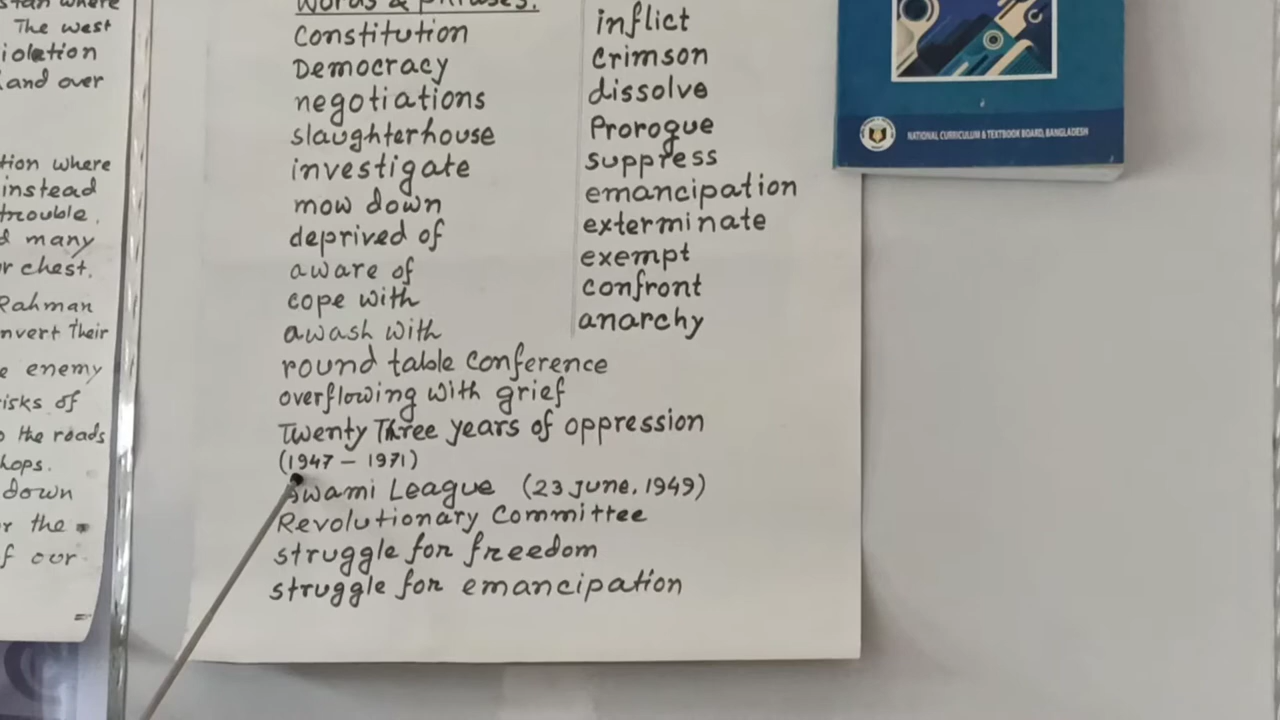 stan where
The west
iolation
and over
tion where
instead
trouble.
d many
r chest.
Rahman
nvert their
e enemy
isks of
o the roads
hops.
down
r the
f our
Words & phrases:
Constitution
Democracy
negotiations
slaughterhouse
investigate
mow down
deprived of
aware of
cope with
awash with
round table conference
overflowing with grief
Twenty Three years of oppression
(1947 – 1971)
Awami League (23 June, 1949)
Revolutionary Committee
struggle for freedom
struggle for emancipation
inflict
Crimson
dissolve
Prorogue
suppress
emancipation
exterminate
exempt
confront
anarchy
NATIONAL CURRICULUM & TEXTBOOK BOARD, BANGLADESH